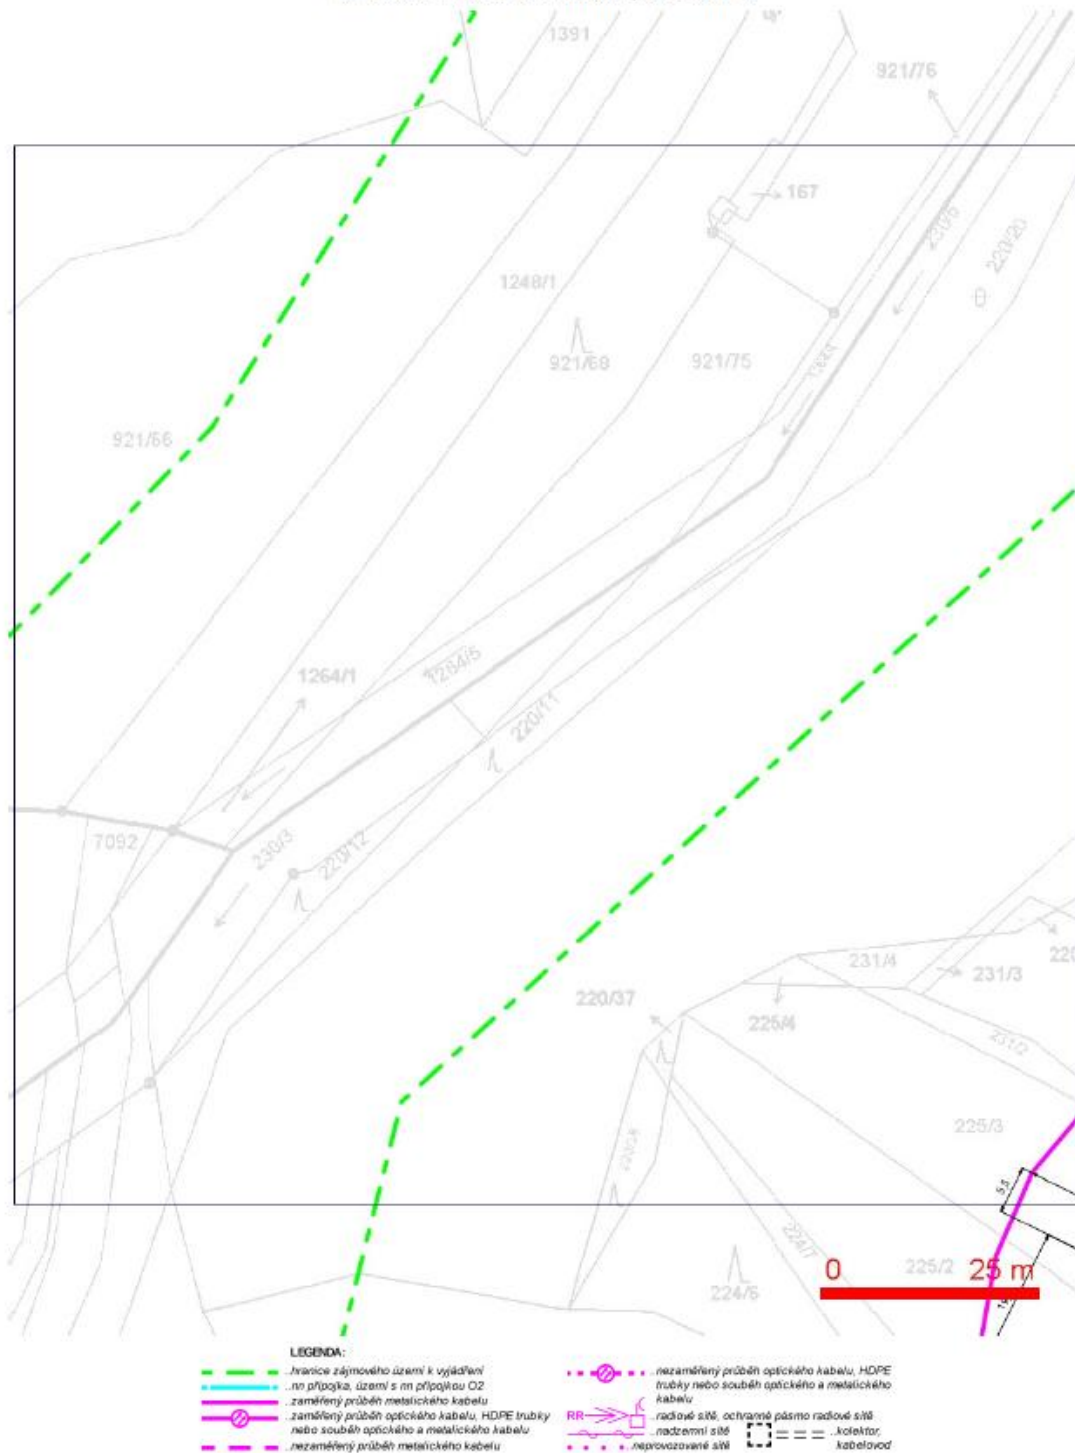 1391
921/76
167
230/5
220/20
1248/1
921/68
921/75
921/66
1264/1
1264/5
220/11
7092
230/3
220/12
231/4
231/3
220
220/37
225/4
231/2
225/3
5,5
224/7
225/2
224/6
0 25 m
LEGENDA:
..hranice zájmového území k vyjádření
..nn přípojka, území s nn přípojkou O2
..zaměřený průběh metalického kabelu
..zaměřený průběh optického kabelu, HDPE trubky
nebo souběh optického a metalického kabelu
..nezaměřený průběh metalického kabelu
..nezaměřený průběh optického kabelu, HDPE
trubky nebo souběh optického a metalického
kabelu
RR ..radiové sítě, ochranné pásmo radiové sítě
..nadzemní sítě
..neprovozované sítě
..kolektor,
kabelovod